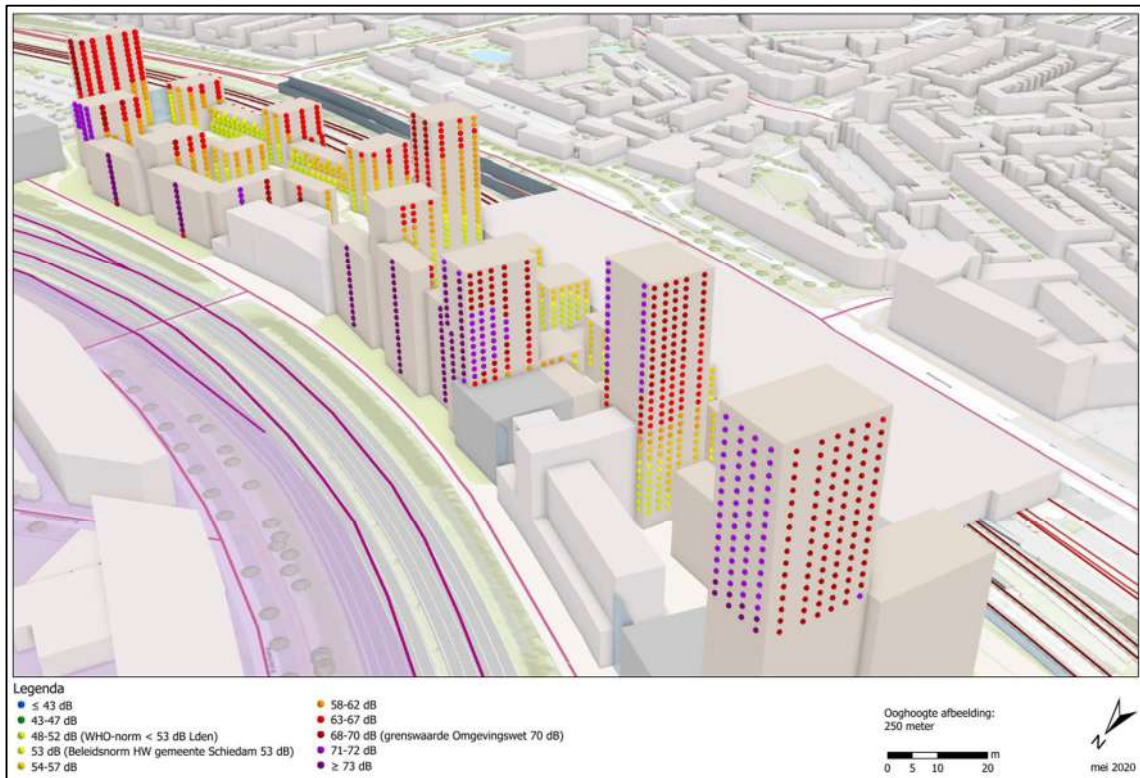 Legenda
≤ 43 dB
43-47 dB
48-52 dB (WHO-norm < 53 dB Lden)
53 dB (Beleidsnorm HW gemeente Schiedam 53 dB)
54-57 dB
58-62 dB
63-67 dB
68-70 dB (grenswaarde Omgevingswet 70 dB)
71-72 dB
≥ 73 dB
Ooghoogte afbeelding:
250 meter
m
0 5 10 20
N
mei 2020